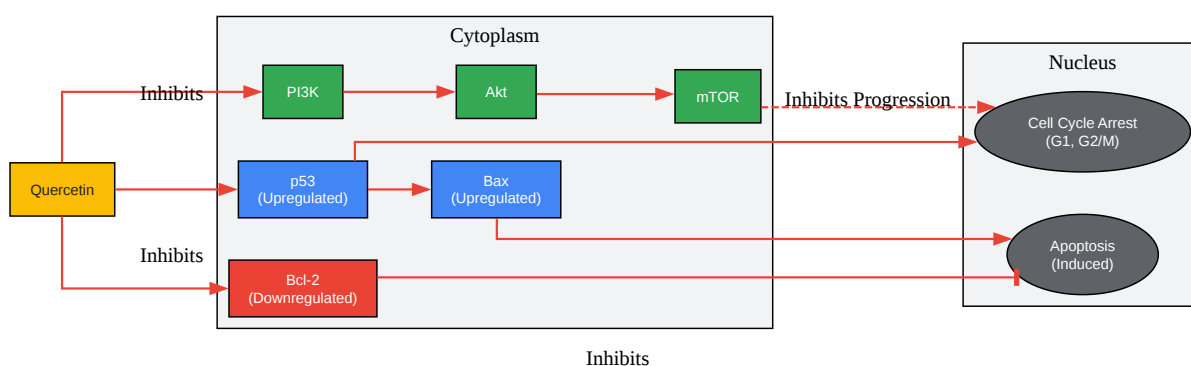 Cytoplasm
Nucleus
Inhibits
PI3K
Akt
mTOR
Inhibits Progression
Cell Cycle Arrest
(G1, G2/M)
Quercetin
p53
(Upregulated)
Bax
(Upregulated)
Inhibits
Apoptosis
(Induced)
Bcl-2
(Downregulated)
Inhibits